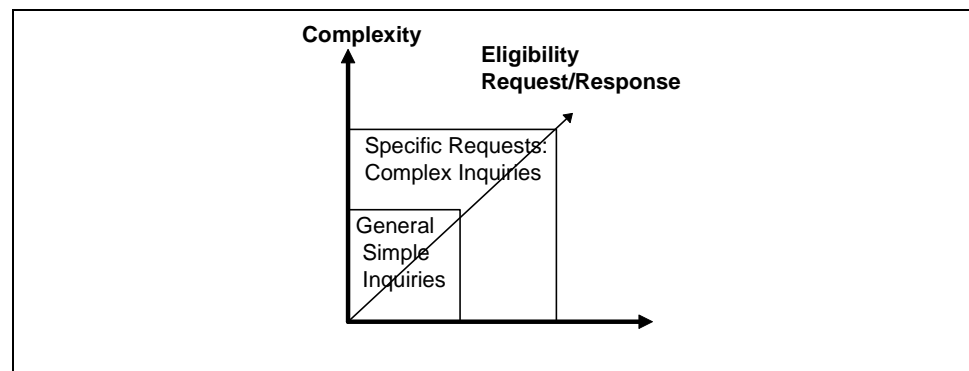 Complexity
Eligibility
Request/Response
Specific Requests:
Complex Inquiries
General
Simple
Inquiries